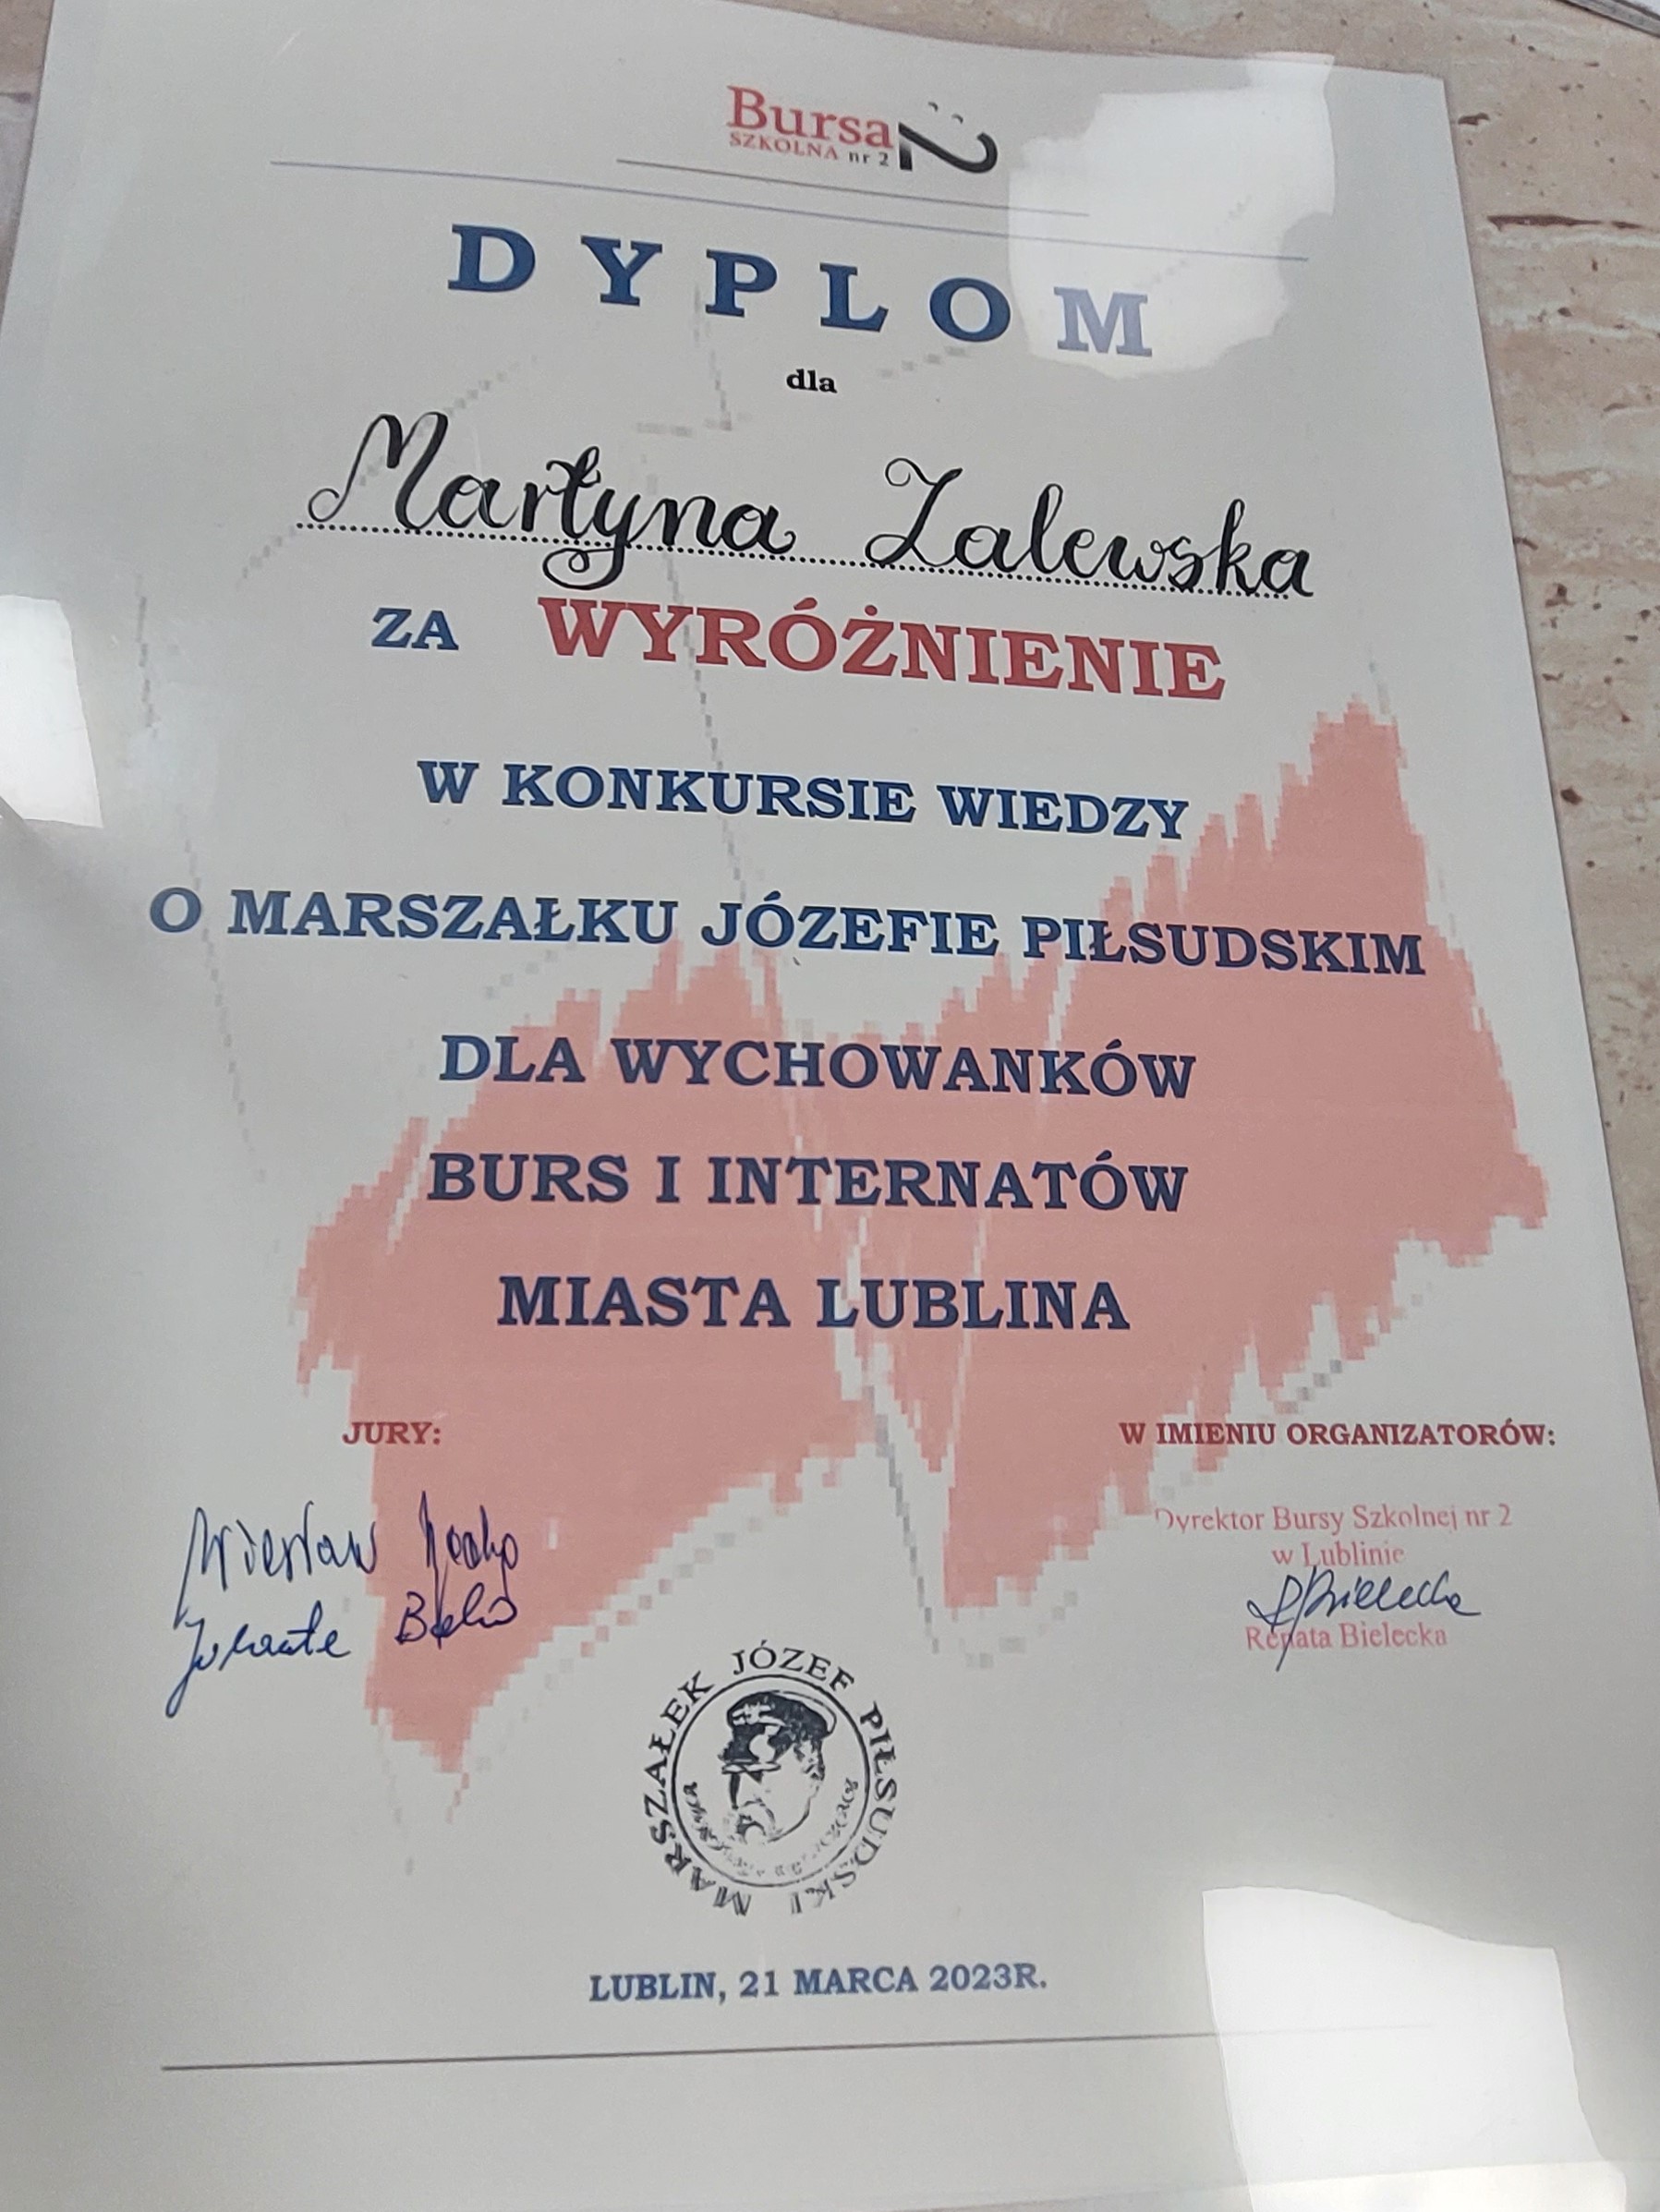 Bursa
SZKOLNA nr 2
DYPLOM
dla
Martyna Zalewska
ZA WYRÓŻNIENIE
W KONKURSIE WIEDZY
O MARSZAŁKU JÓZEFIE PIŁSUDSKIM
DLA WYCHOWANKÓW
BURS I INTERNATÓW
MIASTA LUBLINA
JURY:
W IMIENIU ORGANIZATORÓW:
Dyrektor Bursy Szkolnej nr 2
w Lublinie
RBielecka
Renata Bielecka
MARSZAŁEK JÓZEF PIŁSUDSKI
LUBLIN, 21 MARCA 2023R.